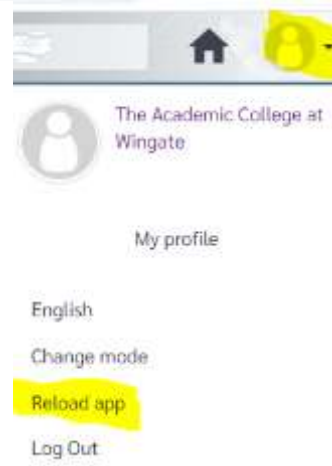 The Academic College at
Wingate
My profile
English
Change mode
Reload app
Log Out